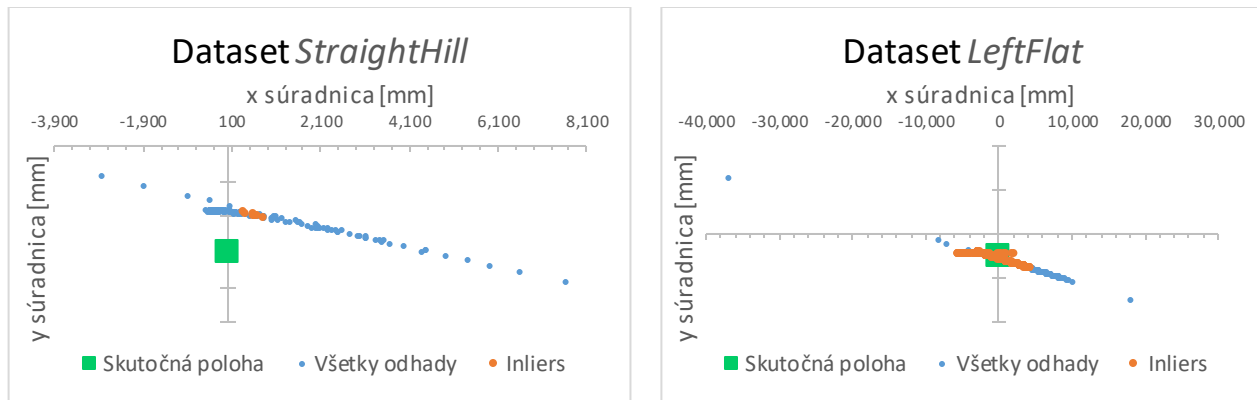 Dataset StraightHill
x súradnica [mm]
-3,900 -1,900 100 2,100 4,100 6,100 8,100
y súradnica [mm]
Skutočná poloha Všetky odhady Inliers
Dataset LeftFlat
x súradnica [mm]
-40,000 -30,000 -20,000 -10,000 0 10,000 20,000 30,000
y súradnica [mm]
Skutočná poloha Všetky odhady Inliers